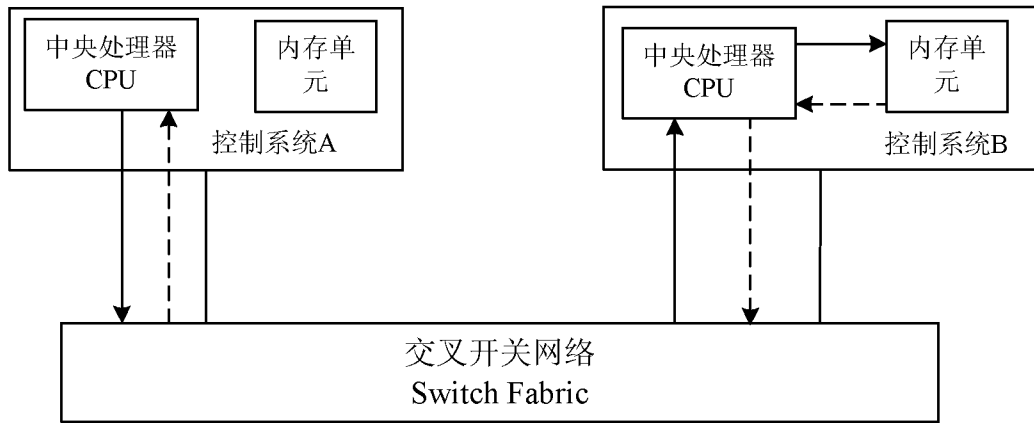 中央处理器
CPU
内存单
元
控制系统A
中央处理器
CPU
内存单
元
控制系统B
交叉开关网络
Switch Fabric